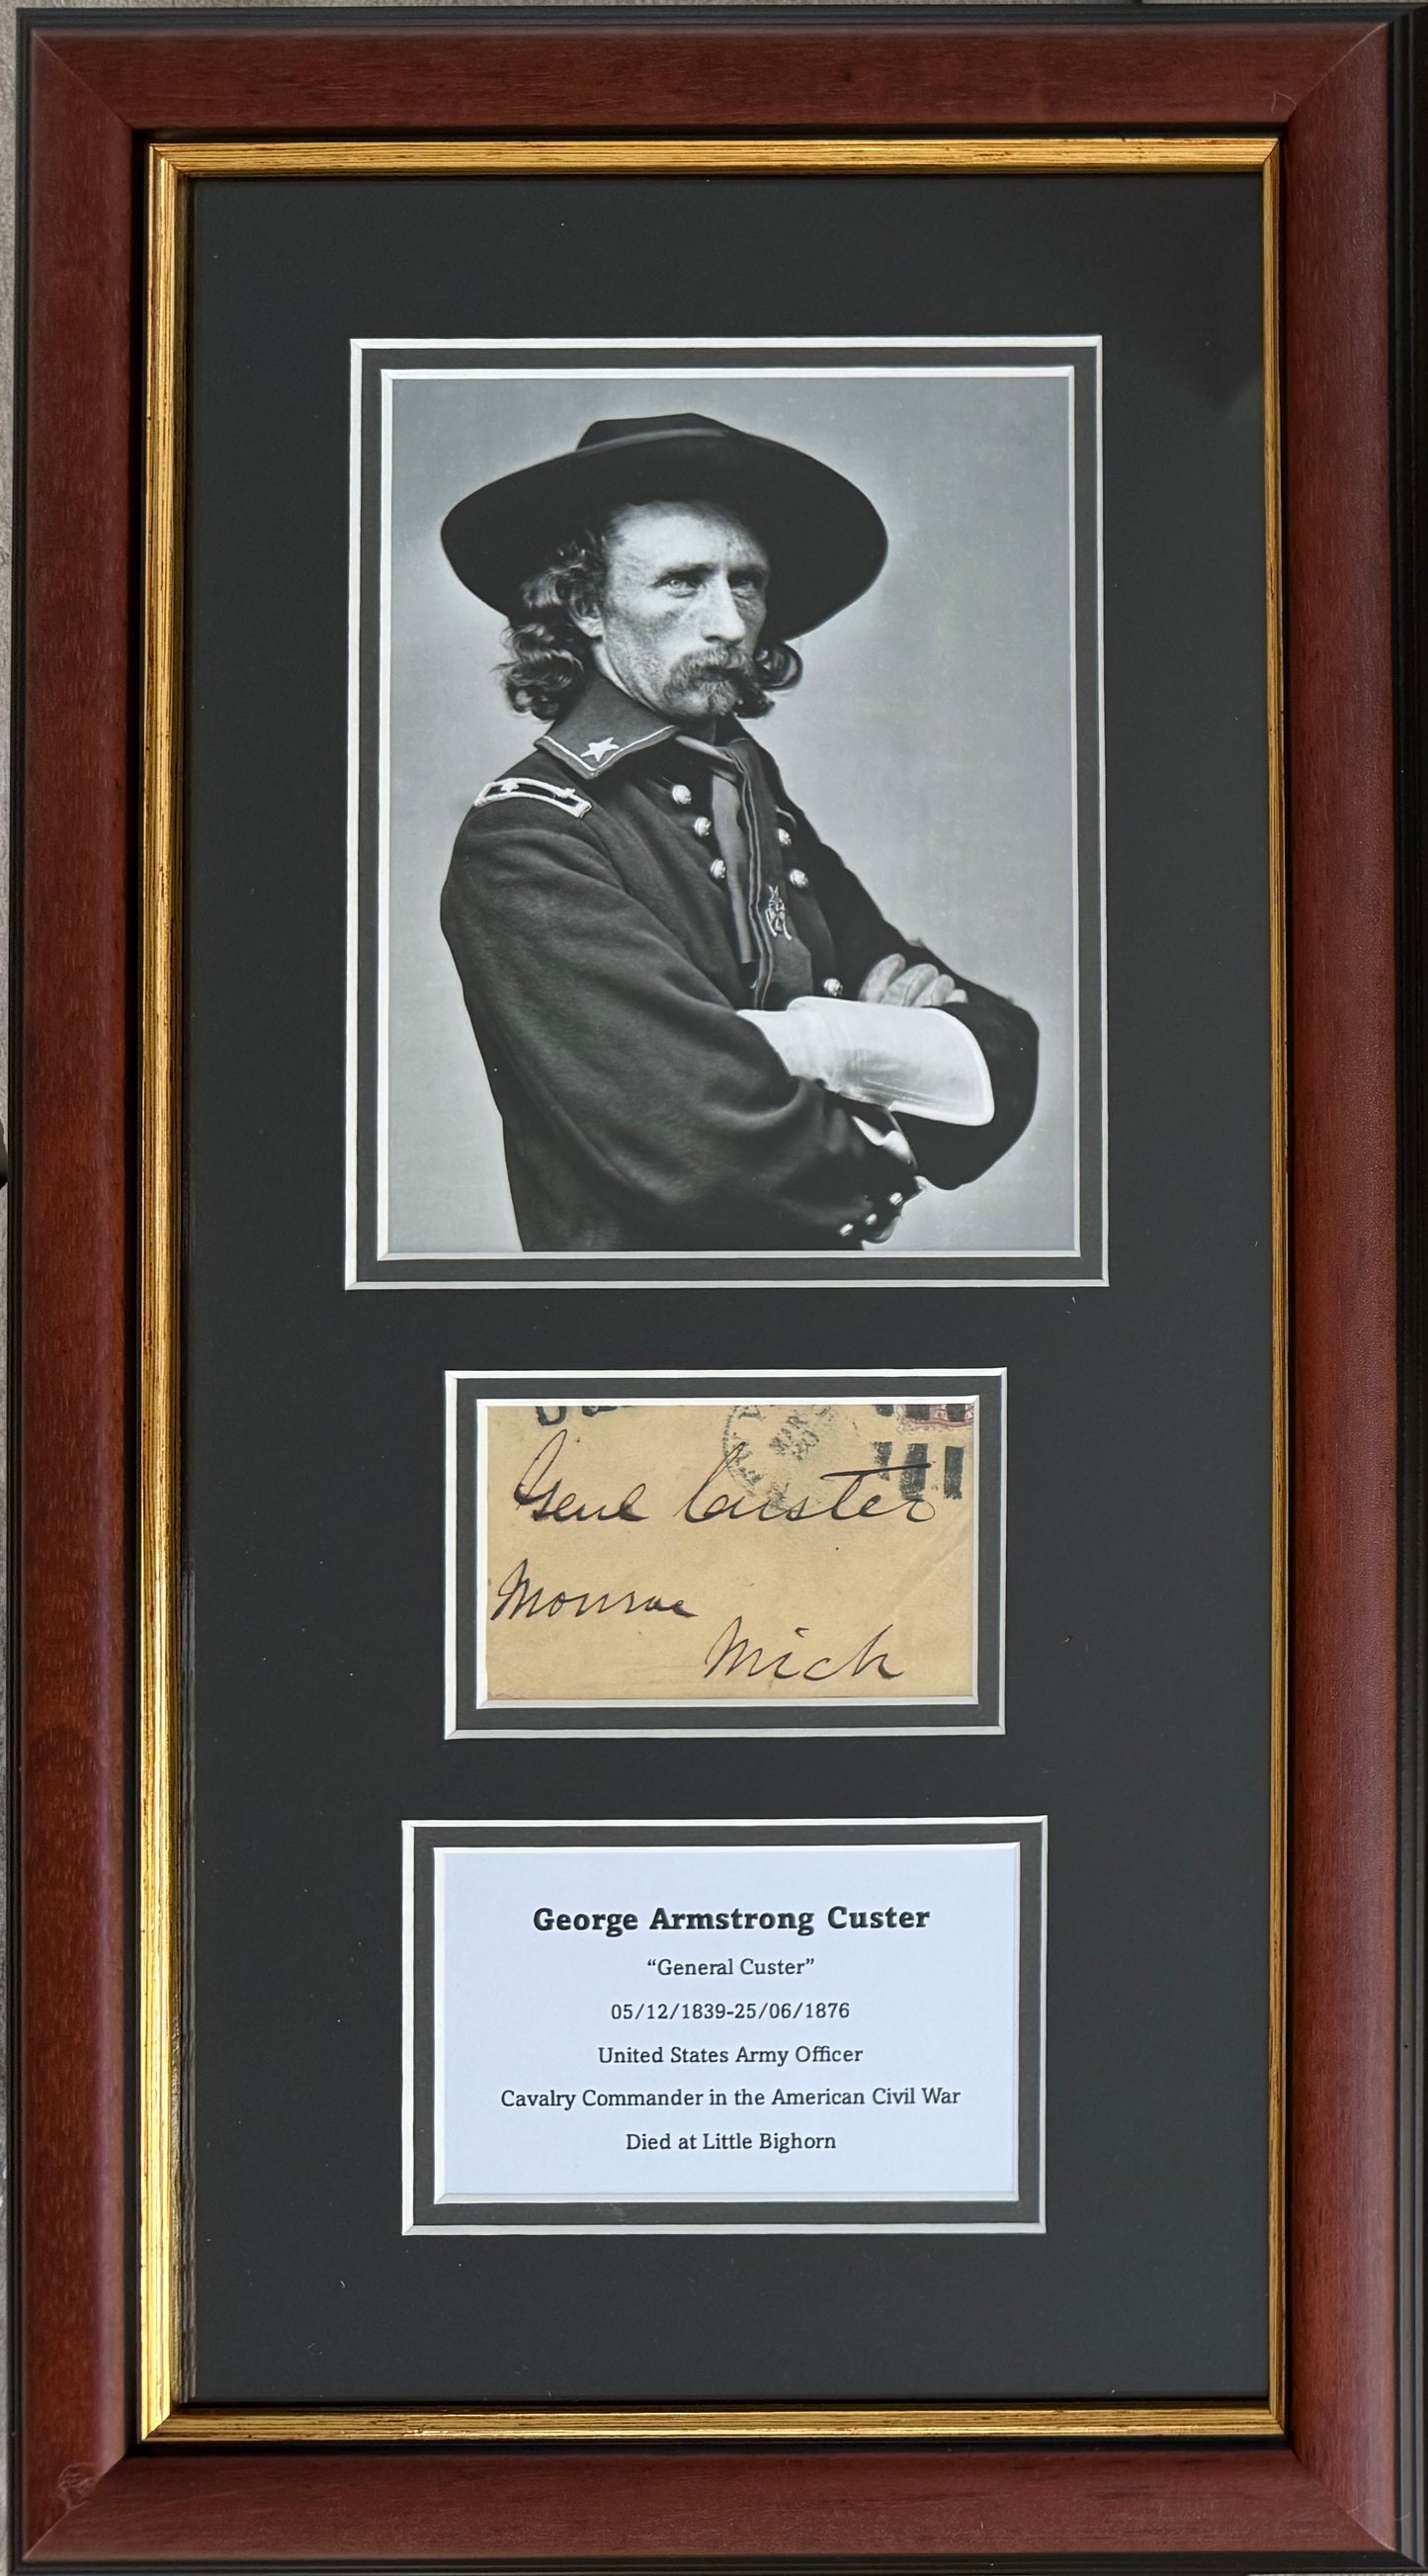 MAR
Genl Custer
Monroe
Mich
George Armstrong Custer
“General Custer”
05/12/1839-25/06/1876
United States Army Officer
Cavalry Commander in the American Civil War
Died at Little Bighorn